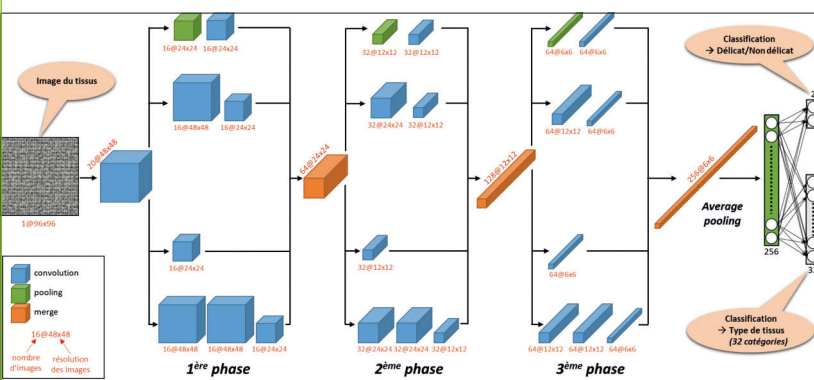 Image du tissus
1@96x96
20@48x48
16@24x24 16@24x24
16@48x48 16@24x24
16@24x24
16@48x48 16@48x48 16@24x24
1ère phase
64@24x24
32@12x12 32@12x12
32@24x24 32@12x12
32@12x12
32@24x24 32@24x24 32@12x12
2ème phase
128@12x12
64@6x6 64@6x6
64@12x12 64@6x6
64@6x6
64@12x12 64@12x12 64@6x6
3ème phase
256@6x6
Average
pooling
256
Classification
→ Délicat/Non délicat
2
32
Classification
→ Type de tissus
(32 catégories)
convolution
pooling
merge
16@48x48
nombre
d'images
résolution
des images